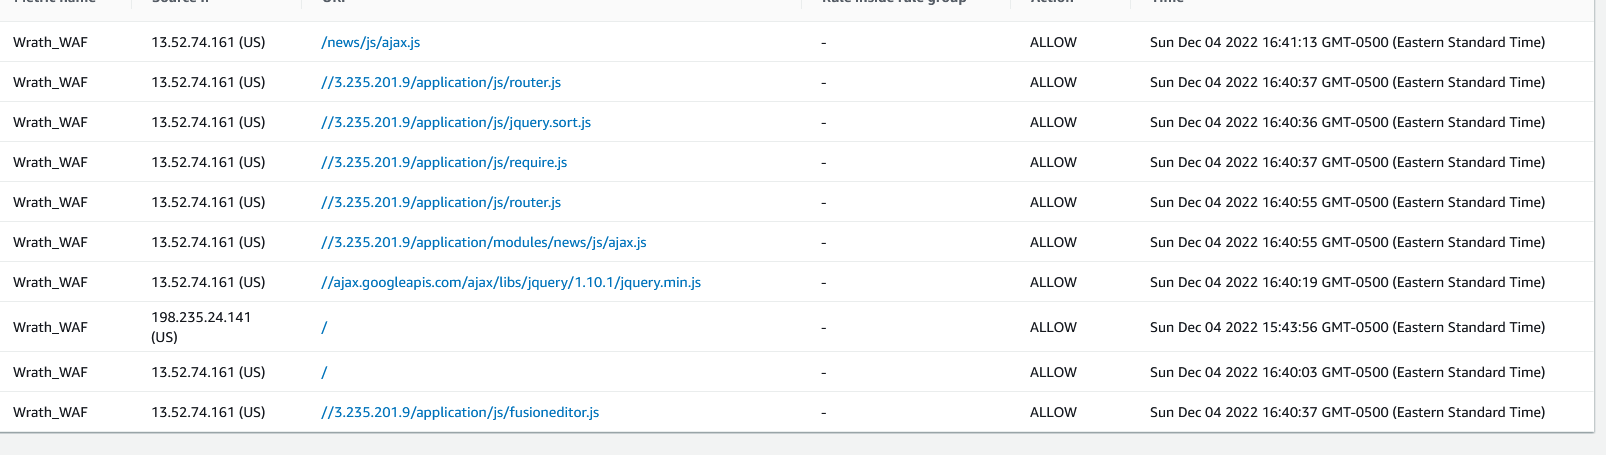 Metric name Source IP URI Rule inside rule group Action Time
Wrath_WAF 13.52.74.161 (US) /news/js/ajax.js - ALLOW Sun Dec 04 2022 16:41:13 GMT-0500 (Eastern Standard Time)
Wrath_WAF 13.52.74.161 (US) //3.235.201.9/application/js/router.js - ALLOW Sun Dec 04 2022 16:40:37 GMT-0500 (Eastern Standard Time)
Wrath_WAF 13.52.74.161 (US) //3.235.201.9/application/js/jquery.sort.js - ALLOW Sun Dec 04 2022 16:40:36 GMT-0500 (Eastern Standard Time)
Wrath_WAF 13.52.74.161 (US) //3.235.201.9/application/js/require.js - ALLOW Sun Dec 04 2022 16:40:37 GMT-0500 (Eastern Standard Time)
Wrath_WAF 13.52.74.161 (US) //3.235.201.9/application/js/router.js - ALLOW Sun Dec 04 2022 16:40:55 GMT-0500 (Eastern Standard Time)
Wrath_WAF 13.52.74.161 (US) //3.235.201.9/application/modules/news/js/ajax.js - ALLOW Sun Dec 04 2022 16:40:55 GMT-0500 (Eastern Standard Time)
Wrath_WAF 13.52.74.161 (US) //ajax.googleapis.com/ajax/libs/jquery/1.10.1/jquery.min.js - ALLOW Sun Dec 04 2022 16:40:19 GMT-0500 (Eastern Standard Time)
Wrath_WAF 198.235.24.141 / - ALLOW Sun Dec 04 2022 15:43:56 GMT-0500 (Eastern Standard Time)
(US)
Wrath_WAF 13.52.74.161 (US) / - ALLOW Sun Dec 04 2022 16:40:03 GMT-0500 (Eastern Standard Time)
Wrath_WAF 13.52.74.161 (US) //3.235.201.9/application/js/fusioneditor.js - ALLOW Sun Dec 04 2022 16:40:37 GMT-0500 (Eastern Standard Time)